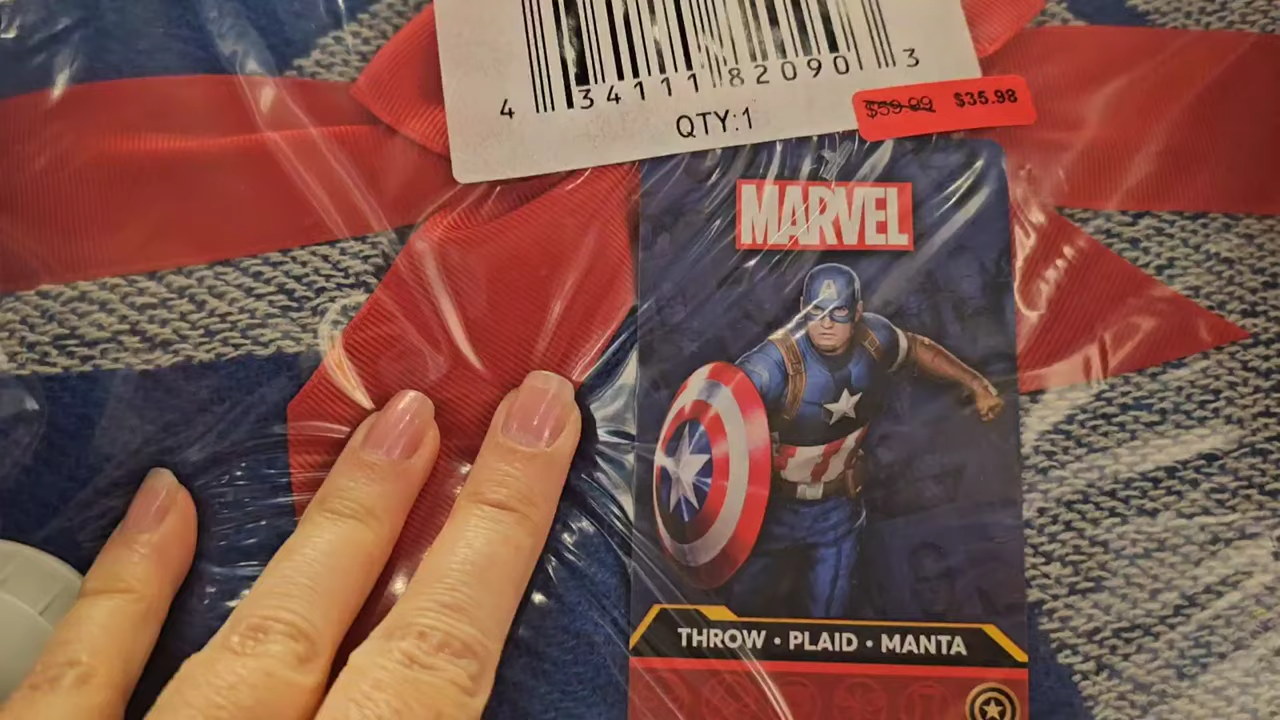 4 34111 82090 3
QTY:1
$59.99 $35.98
MARVEL
A
THROW • PLAID • MANTA